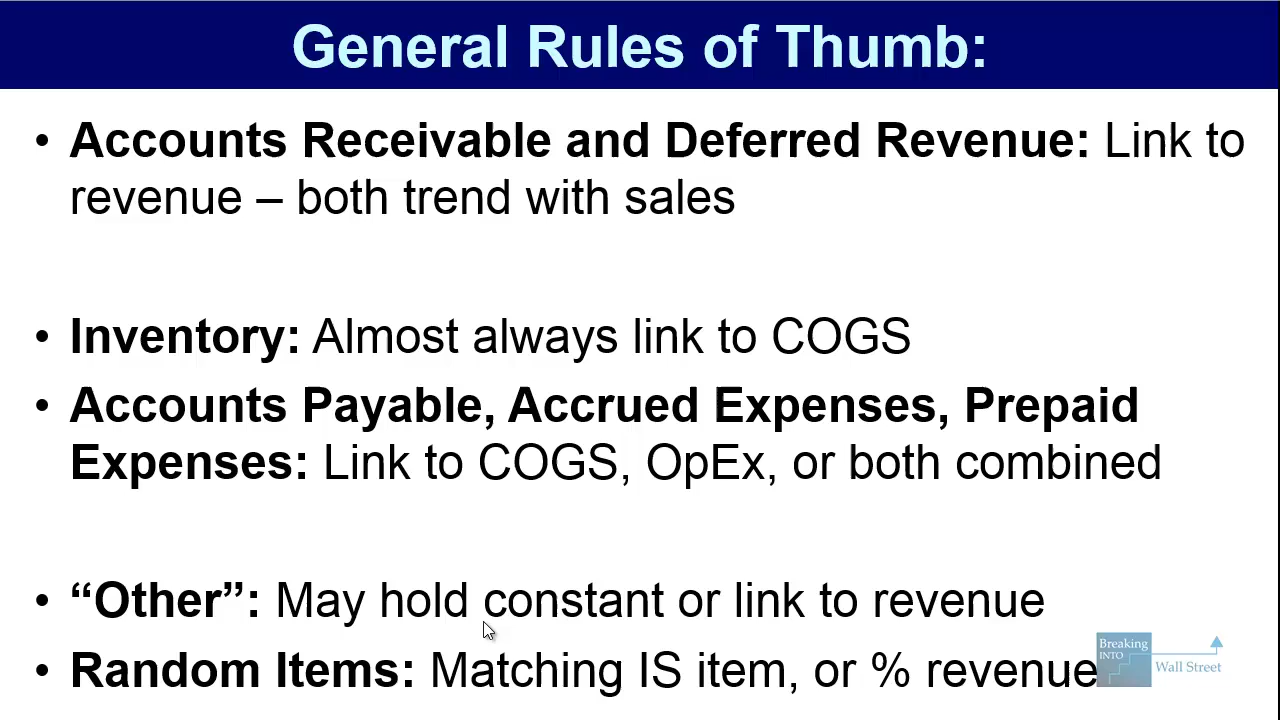 General Rules of Thumb:
• Accounts Receivable and Deferred Revenue: Link to
revenue – both trend with sales
• Inventory: Almost always link to COGS
• Accounts Payable, Accrued Expenses, Prepaid
Expenses: Link to COGS, OpEx, or both combined
• “Other”: May hold constant or link to revenue
• Random Items: Matching IS item, or % revenue
Breaking
INTO
Wall Street